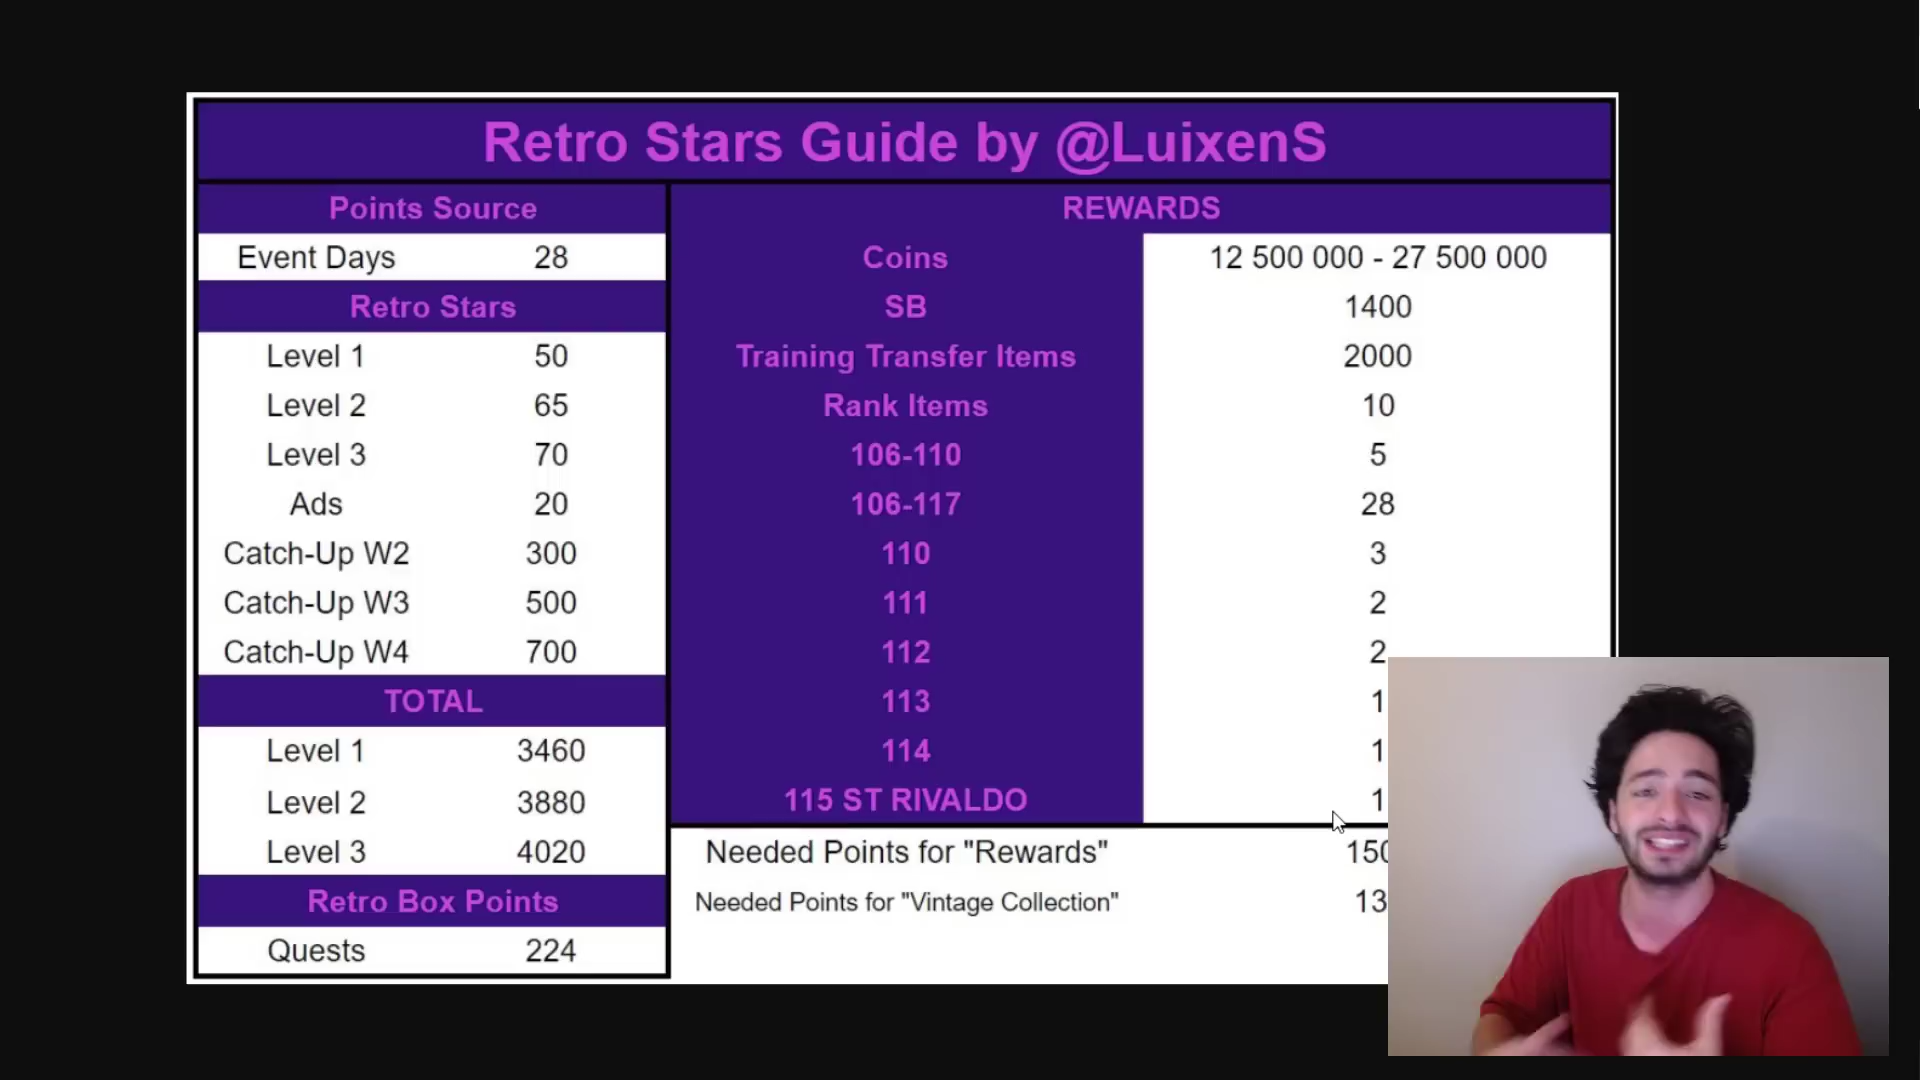 Retro Stars Guide by @LuixenS
Points Source
Event Days 28
Retro Stars
Level 1 50
Level 2 65
Level 3 70
Ads 20
Catch-Up W2 300
Catch-Up W3 500
Catch-Up W4 700
TOTAL
Level 1 3460
Level 2 3880
Level 3 4020
Retro Box Points
Quests 224
REWARDS
Coins 12 500 000 - 27 500 000
SB 1400
Training Transfer Items 2000
Rank Items 10
106-110 5
106-117 28
110 3
111 2
112 2
113 1
114 1
115 ST RIVALDO 1
Needed Points for "Rewards"
Needed Points for "Vintage Collection"